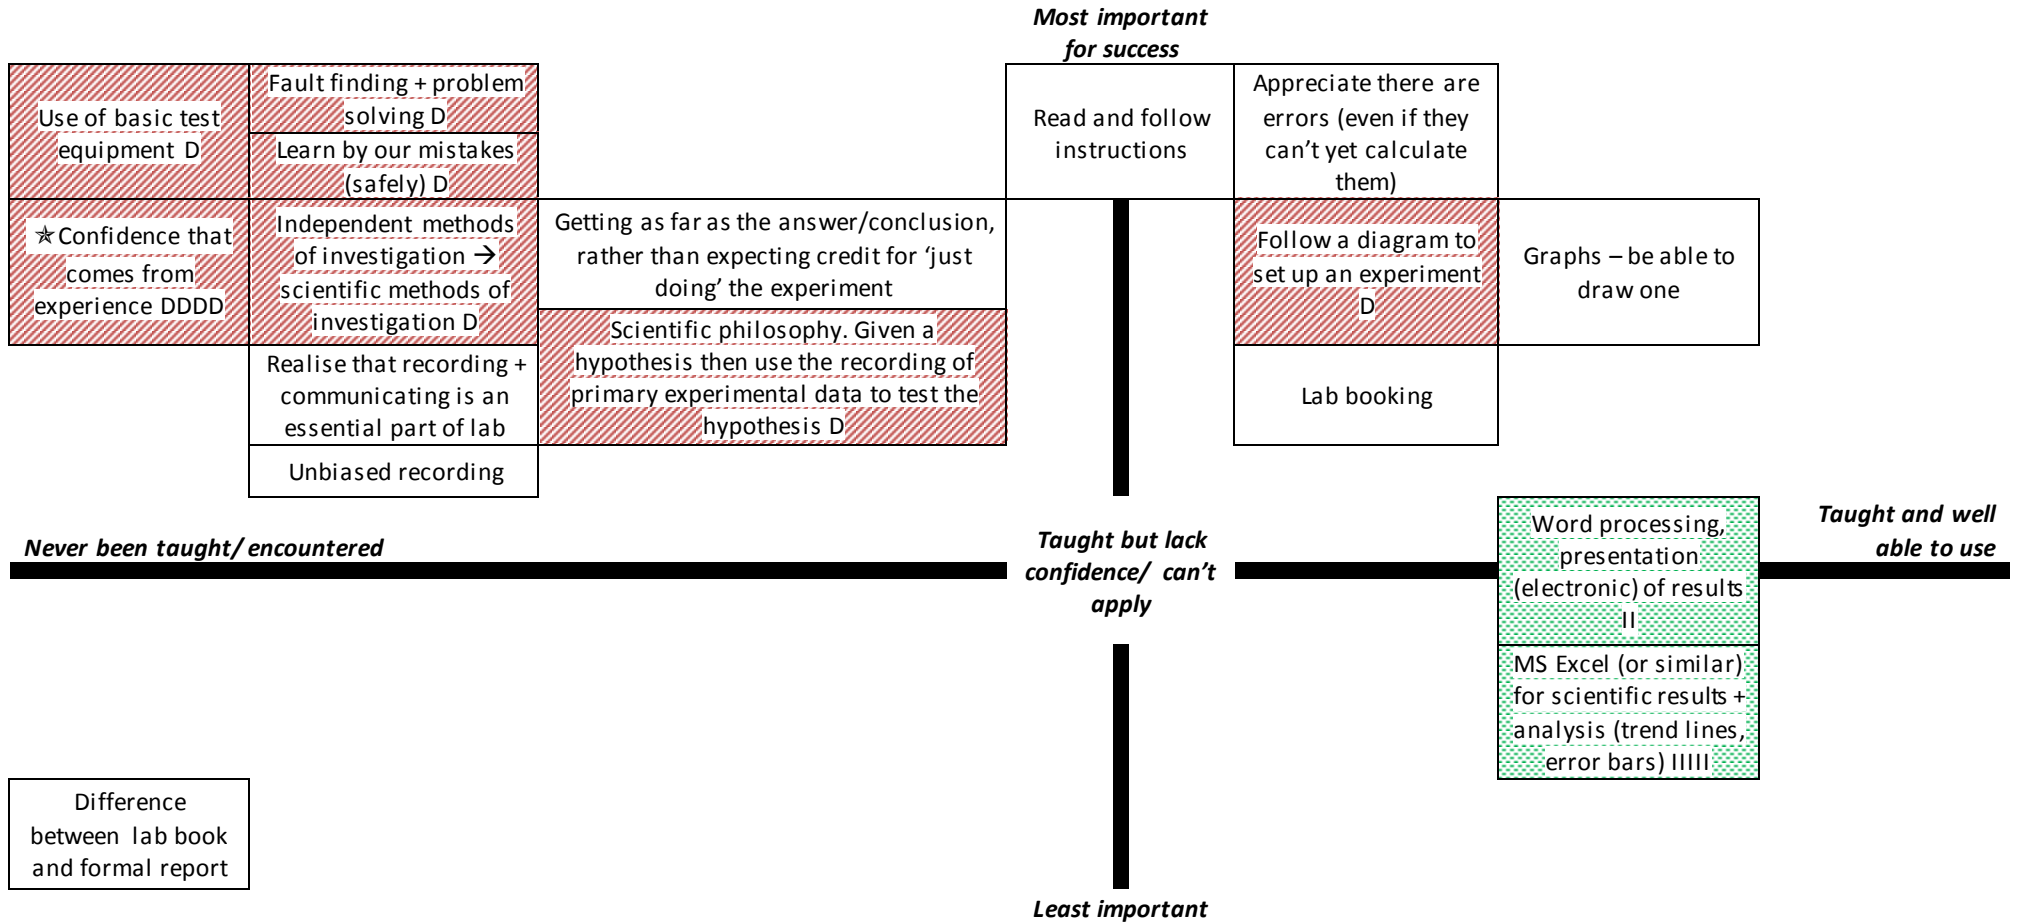 Most important
for success
Use of basic test
equipment D
Fault finding + problem
solving D
Learn by our mistakes
(safely) D
Read and follow
instructions
Appreciate there are
errors (even if they
can't yet calculate
them)
✯Confidence that
comes from
experience DDDD
Independent methods
of investigation →
scientific methods of
investigation D
Getting as far as the answer/conclusion,
rather than expecting credit for 'just
doing' the experiment
Scientific philosophy. Given a
hypothesis then use the recording of
primary experimental data to test the
hypothesis D
Follow a diagram to
set up an experiment
D
Graphs – be able to
draw one
Realise that recording +
communicating is an
essential part of lab
Lab booking
Unbiased recording
Never been taught/ encountered
Taught but lack
confidence/ can't
apply
Word processing,
presentation
(electronic) of results
II
Taught and well
able to use
MS Excel (or similar)
for scientific results +
analysis (trend lines,
error bars) IIIII
Difference
between lab book
and formal report
Least important